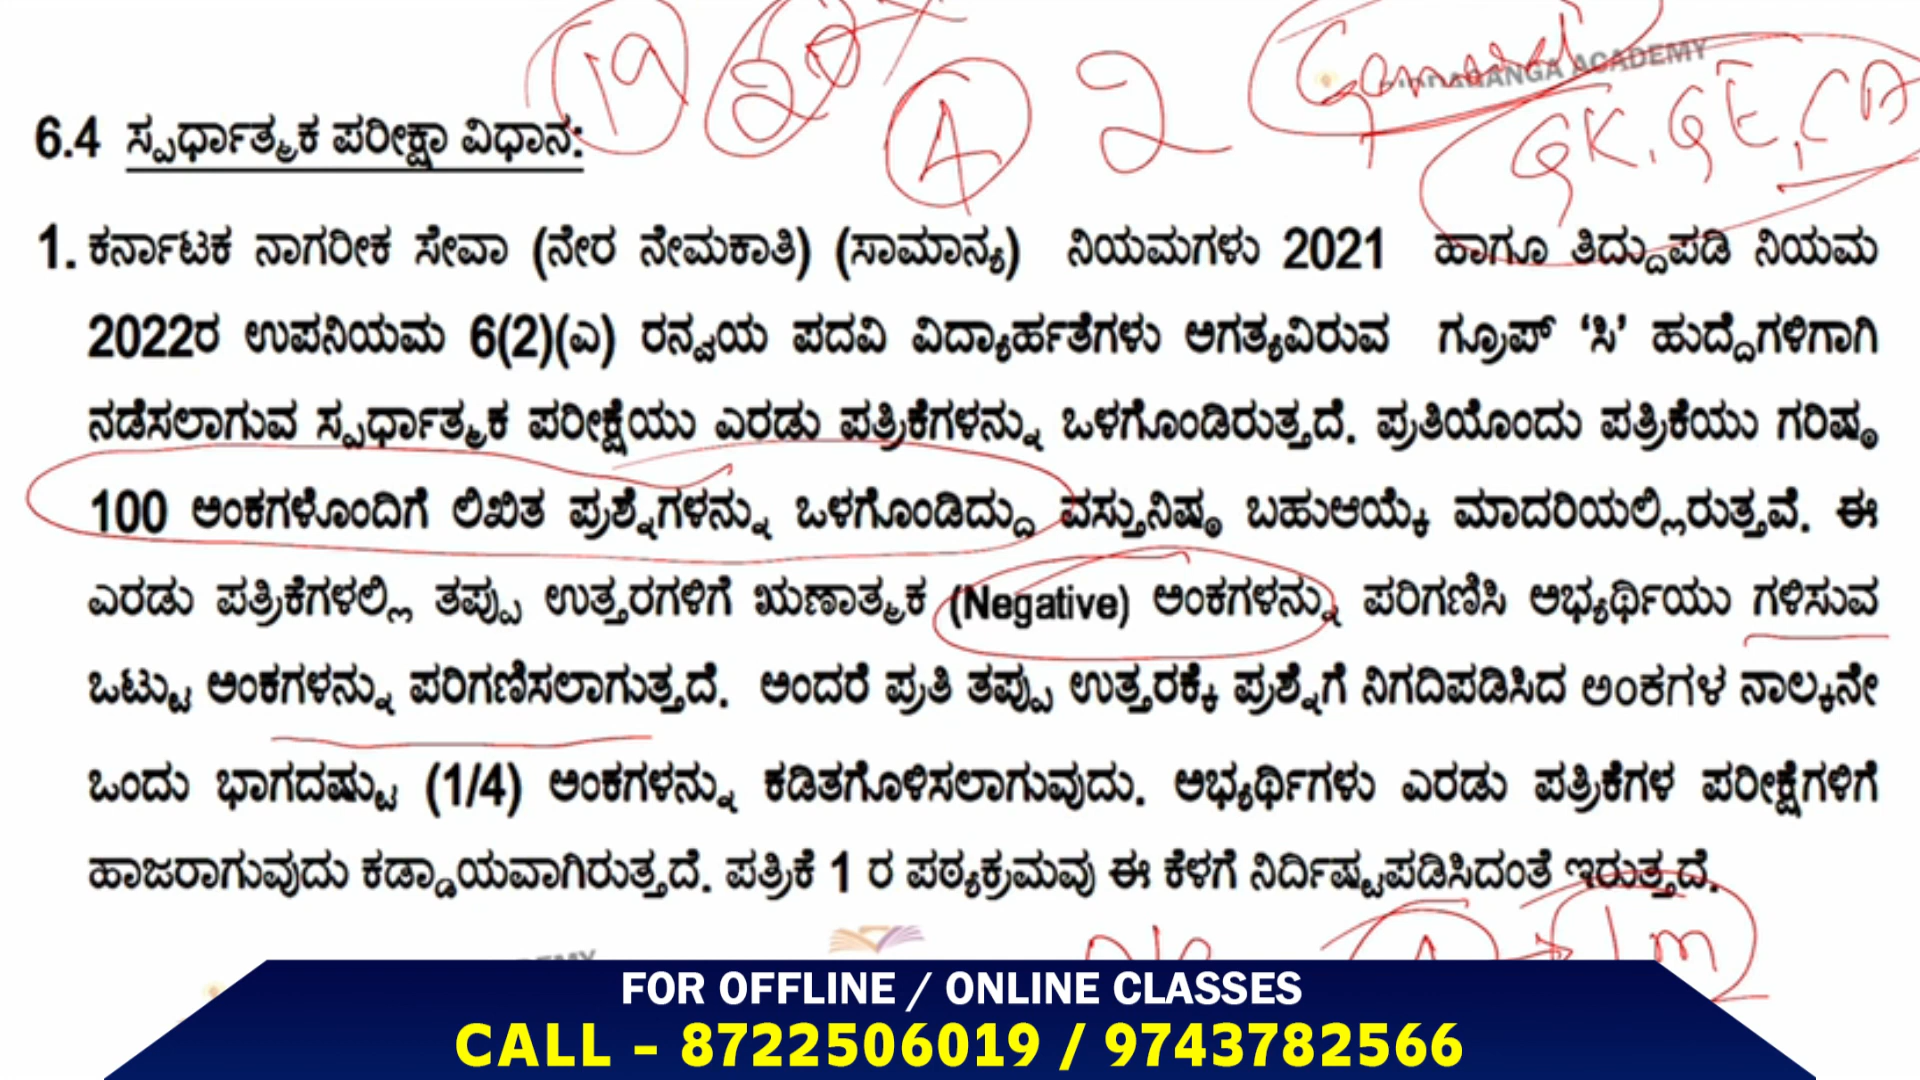 19 20
A 2 General
GANGA ACADEMY
GK, GE, CA
6.4 ಸ್ಪರ್ಧಾತ್ಮಕ ಪರೀಕ್ಷಾ ವಿಧಾನ:
1. ಕರ್ನಾಟಕ ನಾಗರೀಕ ಸೇವಾ (ನೇರ ನೇಮಕಾತಿ) (ಸಾಮಾನ್ಯ) ನಿಯಮಗಳು 2021 ಹಾಗೂ ತಿದ್ದುಪಡಿ ನಿಯಮ
2022ರ ಉಪನಿಯಮ 6(2)(ಎ) ರನ್ವಯ ಪದವಿ ವಿದ್ಯಾರ್ಹತೆಗಳು ಅಗತ್ಯವಿರುವ ಗ್ರೂಪ್ ‘ಸಿ’ ಹುದ್ದೆಗಳಿಗಾಗಿ
ನಡೆಸಲಾಗುವ ಸ್ಪರ್ಧಾತ್ಮಕ ಪರೀಕ್ಷೆಯು ಎರಡು ಪತ್ರಿಕೆಗಳನ್ನು ಒಳಗೊಂಡಿರುತ್ತದೆ. ಪ್ರತಿಯೊಂದು ಪತ್ರಿಕೆಯು ಗರಿಷ್ಠ
100 ಅಂಕಗಳೊಂದಿಗೆ ಲಿಖಿತ ಪ್ರಶ್ನೆಗಳನ್ನು ಒಳಗೊಂಡಿದ್ದು ವಸ್ತುನಿಷ್ಠ ಬಹುಆಯ್ಕೆ ಮಾದರಿಯಲ್ಲಿರುತ್ತವೆ. ಈ
ಎರಡು ಪತ್ರಿಕೆಗಳಲ್ಲಿ ತಪ್ಪು ಉತ್ತರಗಳಿಗೆ ಋಣಾತ್ಮಕ (Negative) ಅಂಕಗಳನ್ನು ಪರಿಗಣಿಸಿ ಅಭ್ಯರ್ಥಿಯು ಗಳಿಸುವ
ಒಟ್ಟು ಅಂಕಗಳನ್ನು ಪರಿಗಣಿಸಲಾಗುತ್ತದೆ. ಅಂದರೆ ಪ್ರತಿ ತಪ್ಪು ಉತ್ತರಕ್ಕೆ ಪ್ರಶ್ನೆಗೆ ನಿಗದಿಪಡಿಸಿದ ಅಂಕಗಳ ನಾಲ್ಕನೇ
ಒಂದು ಭಾಗದಷ್ಟು (1/4) ಅಂಕಗಳನ್ನು ಕಡಿತಗೊಳಿಸಲಾಗುವುದು. ಅಭ್ಯರ್ಥಿಗಳು ಎರಡು ಪತ್ರಿಕೆಗಳ ಪರೀಕ್ಷೆಗಳಿಗೆ
ಹಾಜರಾಗುವುದು ಕಡ್ಡಾಯವಾಗಿರುತ್ತದೆ. ಪತ್ರಿಕೆ 1 ರ ಪಠ್ಯಕ್ರಮವು ಈ ಕೆಳಗೆ ನಿರ್ದಿಷ್ಟಪಡಿಸಿದಂತೆ ಇರುತ್ತದೆ.
1m
FOR OFFLINE / ONLINE CLASSES
CALL - 8722506019 / 9743782566